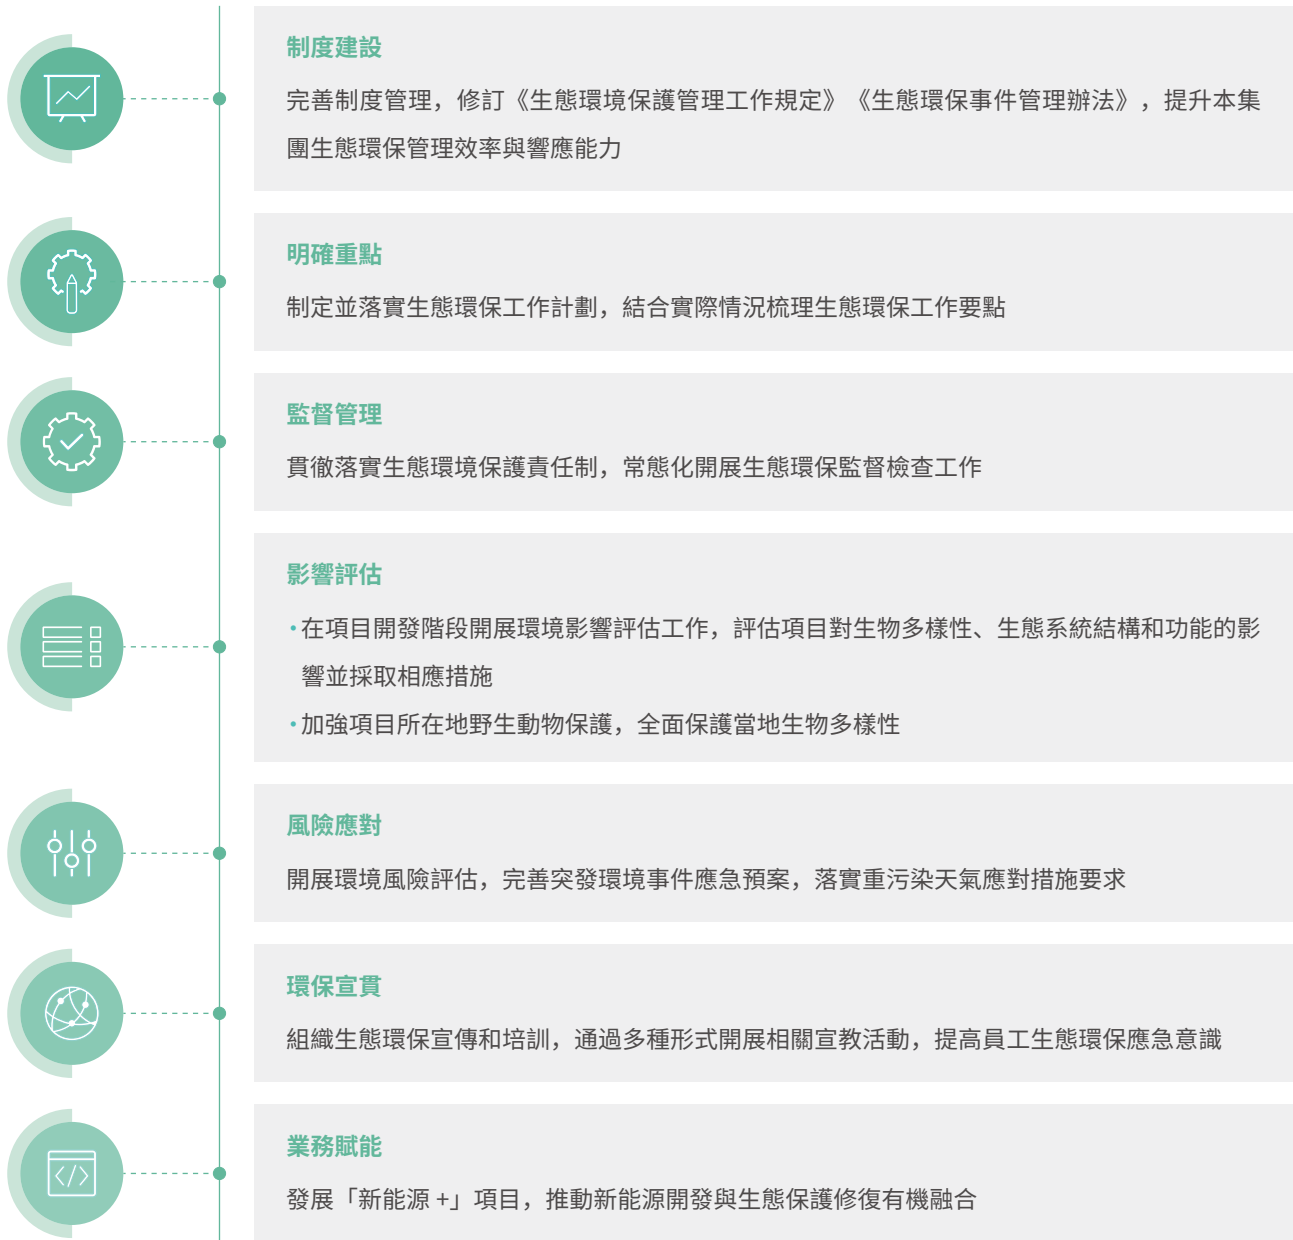 制度建設
完善制度管理，修訂《生態環境保護管理工作規定》《生態環保事件管理辦法》，提升本集
團生態環保管理效率與響應能力
明確重點
制定並落實生態環保工作計劃，結合實際情況梳理生態環保工作要點
監督管理
貫徹落實生態環境保護責任制，常態化開展生態環保監督檢查工作
影響評估
•在項目開發階段開展環境影響評估工作，評估項目對生物多樣性、生態系統結構和功能的影
響並採取相應措施
•加強項目所在地野生動物保護，全面保護當地生物多樣性
風險應對
開展環境風險評估，完善突發環境事件應急預案，落實重污染天氣應對措施要求
環保宣貫
組織生態環保宣傳和培訓，通過多種形式開展相關宣教活動，提高員工生態環保應急意識
業務賦能
發展「新能源 +」項目，推動新能源開發與生態保護修復有機融合